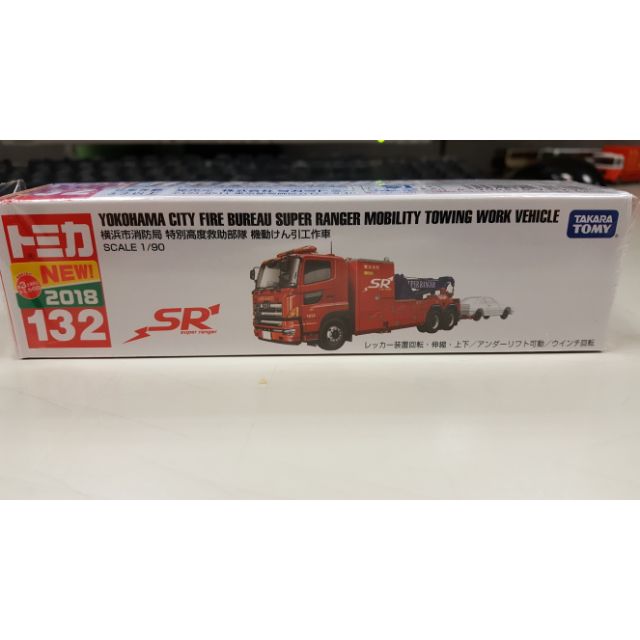 トミカ
NEW!
2018
132
YOKOHAMA CITY FIRE BUREAU SUPER RANGER MOBILITY TOWING WORK VEHICLE
横浜市消防局 特別高度救助部隊 機動けん引工作車
SCALE 1/90
SR
super ranger
SR
SUPER RANGER
TAKARA
TOMY
レッカー装置回転・伸縮・上下/アンダーリフト可動/ウインチ回転